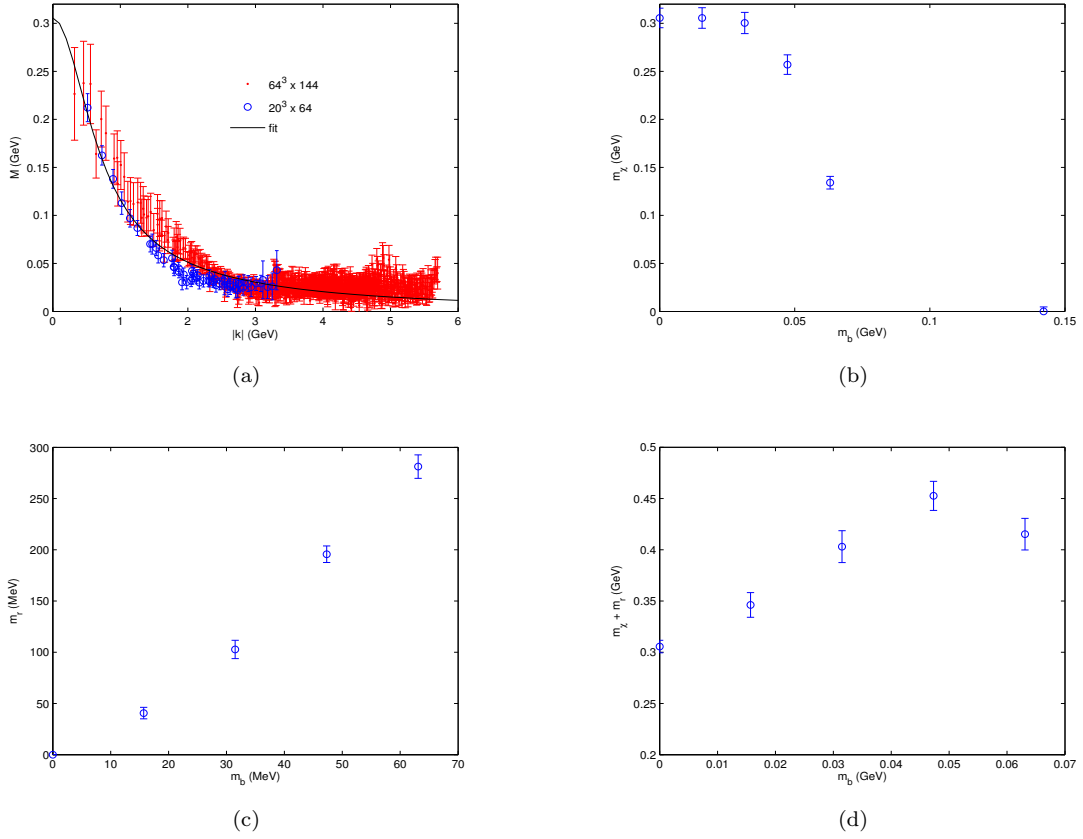 0.3
0.25
0.2
0.15
0.1
0.05
0
M (GeV)
64³ x 144
20³ x 64
fit
0 1 2 3 4 5 6
|k| (GeV)
(a)
0.3
0.25
0.2
0.15
0.1
0.05
0
m_χ (GeV)
0 0.05 0.1 0.15
m_b (GeV)
(b)
300
250
200
150
100
50
0
m_r (MeV)
0 10 20 30 40 50 60 70
m_b (MeV)
(c)
0.5
0.45
0.4
0.35
0.3
0.25
0.2
m_χ + m_r (GeV)
0 0.01 0.02 0.03 0.04 0.05 0.06 0.07
m_b (GeV)
(d)